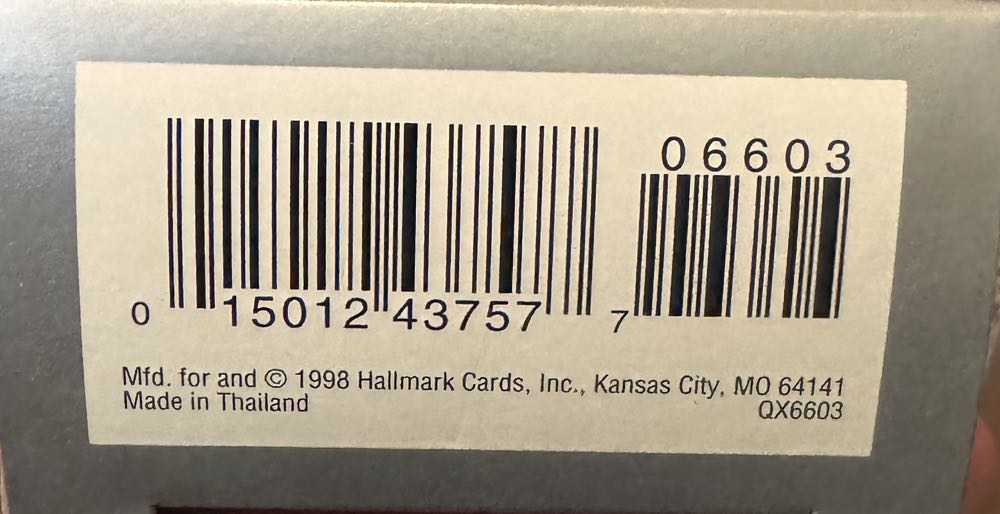 06603
0 15012 43757 7
Mfd. for and © 1998 Hallmark Cards, Inc., Kansas City, MO 64141
Made in Thailand
QX6603